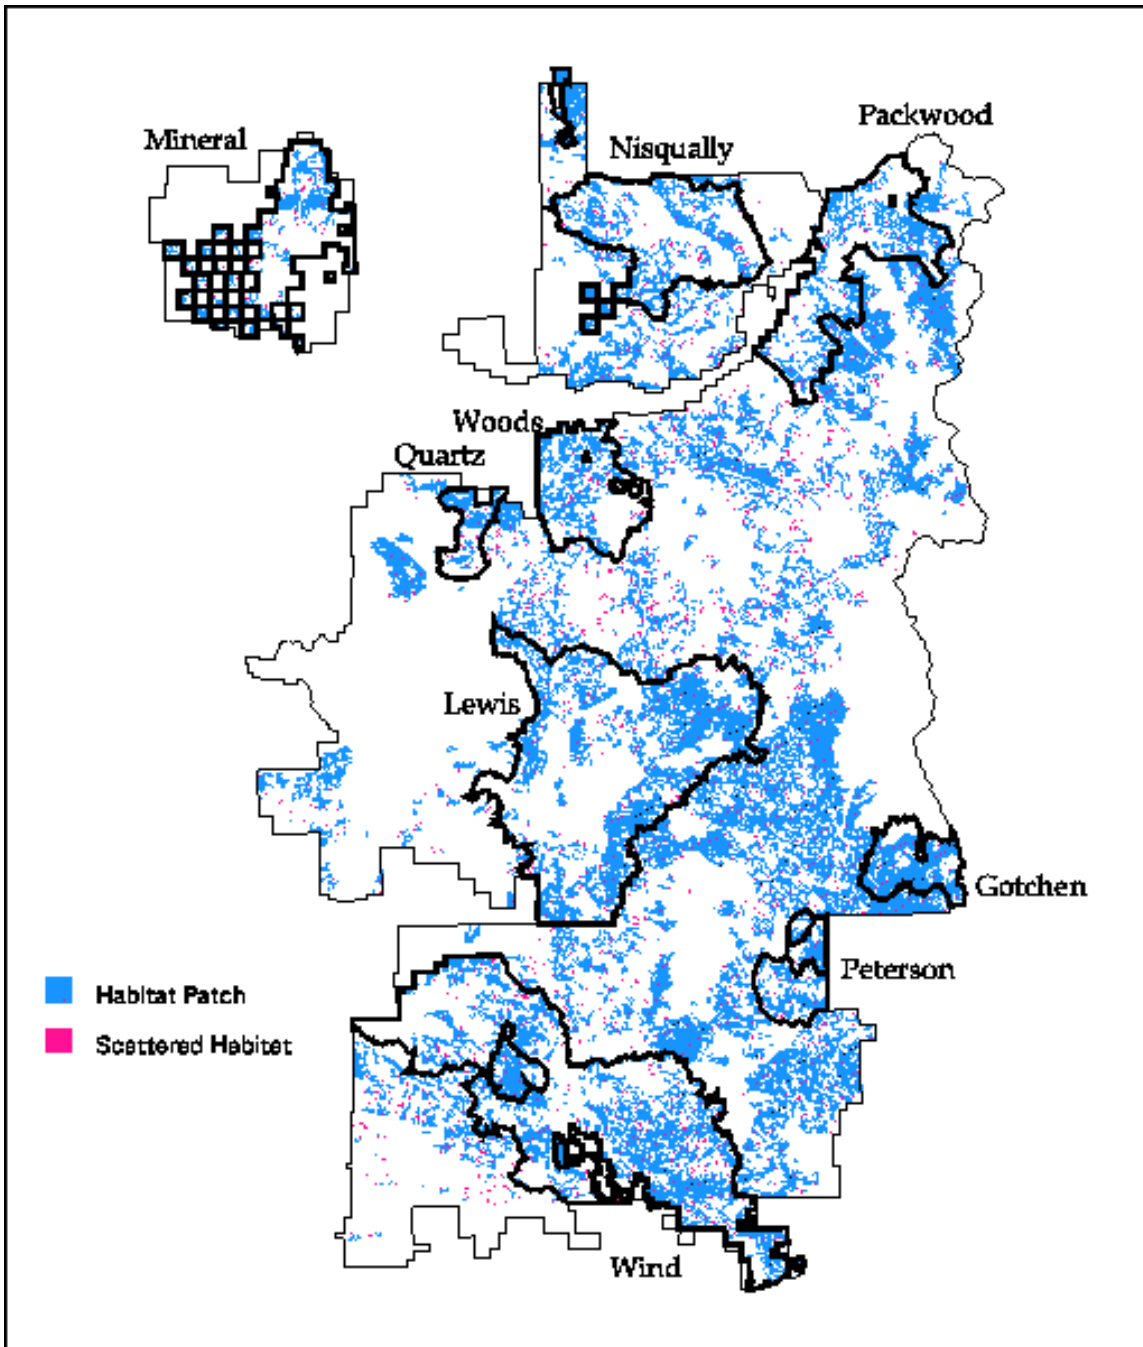 Packwood
Mineral
Nisqually
Woods
Quartz
Lewis
Gotchen
Peterson
Habitat Patch
Scattered Habitat
Wind